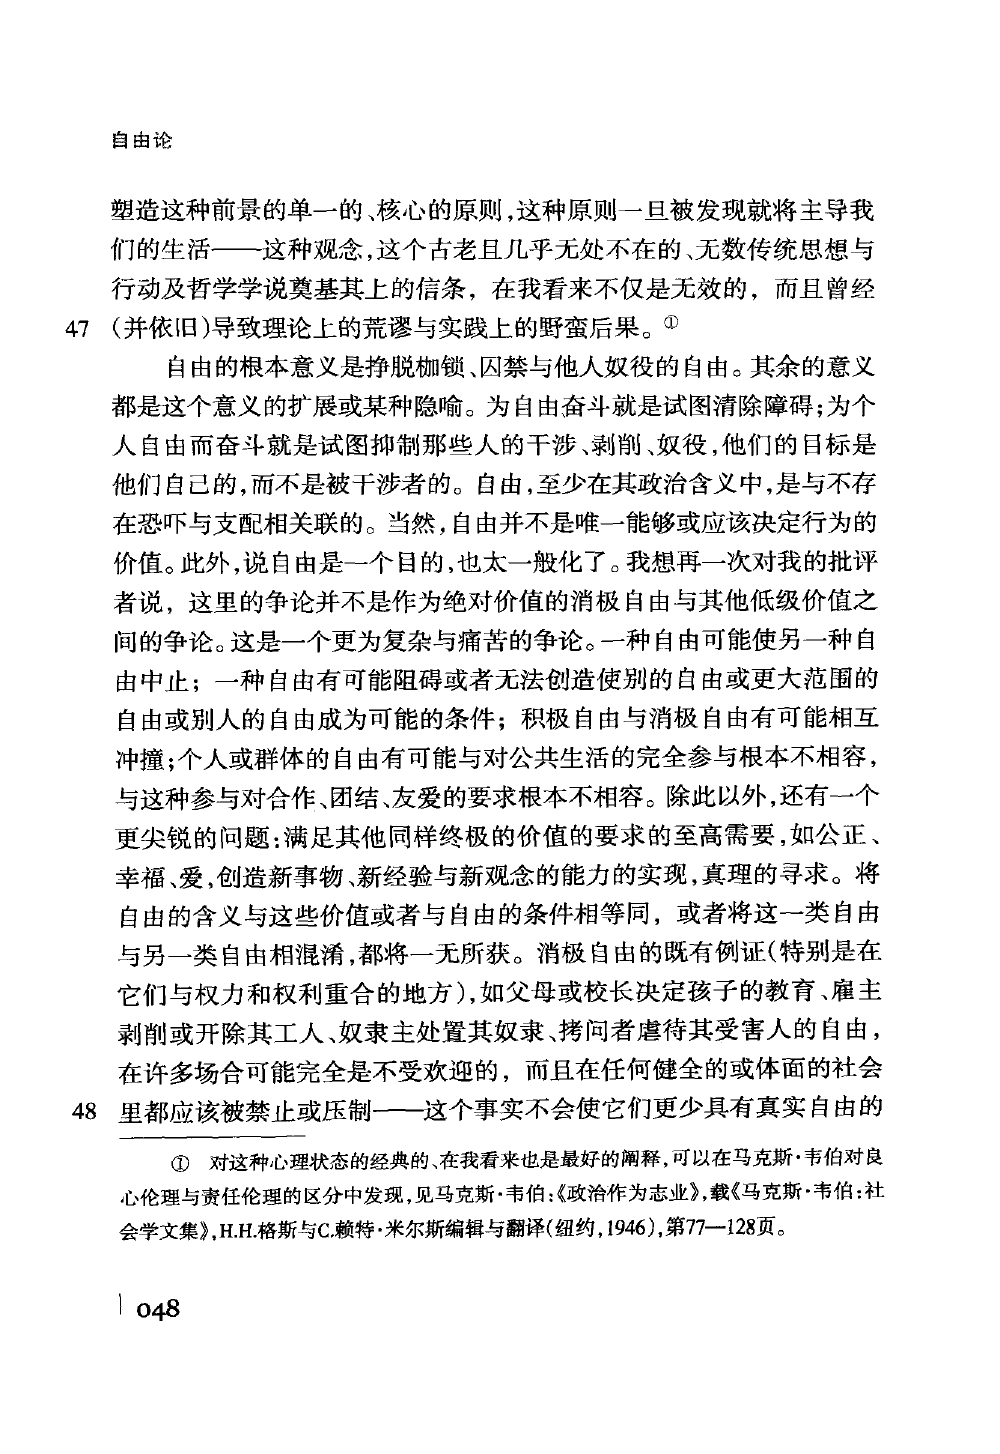 自由论
塑造这种前景的单一的、核心的原则,这种原则一旦被发现就将主导我
们的生活——这种观念,这个古老且几乎无处不在的、无数传统思想与
行动及哲学学说奠基其上的信条，在我看来不仅是无效的，而且曾经
47 (并依旧)导致理论上的荒谬与实践上的野蛮后果。①
自由的根本意义是挣脱枷锁、囚禁与他人奴役的自由。其余的意义
都是这个意义的扩展或某种隐喻。为自由奋斗就是试图清除障碍;为个
人自由而奋斗就是试图抑制那些人的干涉、剥削、奴役,他们的目标是
他们自己的,而不是被干涉者的。自由,至少在其政治含义中,是与不存
在恐吓与支配相关联的。当然,自由并不是唯一能够或应该决定行为的
价值。此外,说自由是一个目的,也太一般化了。我想再一次对我的批评
者说，这里的争论并不是作为绝对价值的消极自由与其他低级价值之
间的争论。这是一个更为复杂与痛苦的争论。一种自由可能使另一种自
由中止；一种自由有可能阻碍或者无法创造使别的自由或更大范围的
自由或别人的自由成为可能的条件；积极自由与消极自由有可能相互
冲撞;个人或群体的自由有可能与对公共生活的完全参与根本不相容,
与这种参与对合作、团结、友爱的要求根本不相容。除此以外,还有一个
更尖锐的问题:满足其他同样终极的价值的要求的至高需要,如公正、
幸福、爱,创造新事物、新经验与新观念的能力的实现,真理的寻求。将
自由的含义与这些价值或者与自由的条件相等同，或者将这一类自由
与另一类自由相混淆,都将一无所获。消极自由的既有例证(特别是在
它们与权力和权利重合的地方),如父母或校长决定孩子的教育、雇主
剥削或开除其工人、奴隶主处置其奴隶、拷问者虐待其受害人的自由,
在许多场合可能完全是不受欢迎的，而且在任何健全的或体面的社会
48 里都应该被禁止或压制——这个事实不会使它们更少具有真实自由的
① 对这种心理状态的经典的、在我看来也是最好的阐释,可以在马克斯·韦伯对良
心伦理与责任伦理的区分中发现,见马克斯·韦伯:《政治作为志业》,载《马克斯·韦伯:社
会学文集》,H.H.格斯与C.赖特·米尔斯编辑与翻译(纽约,1946),第77—128页。
048